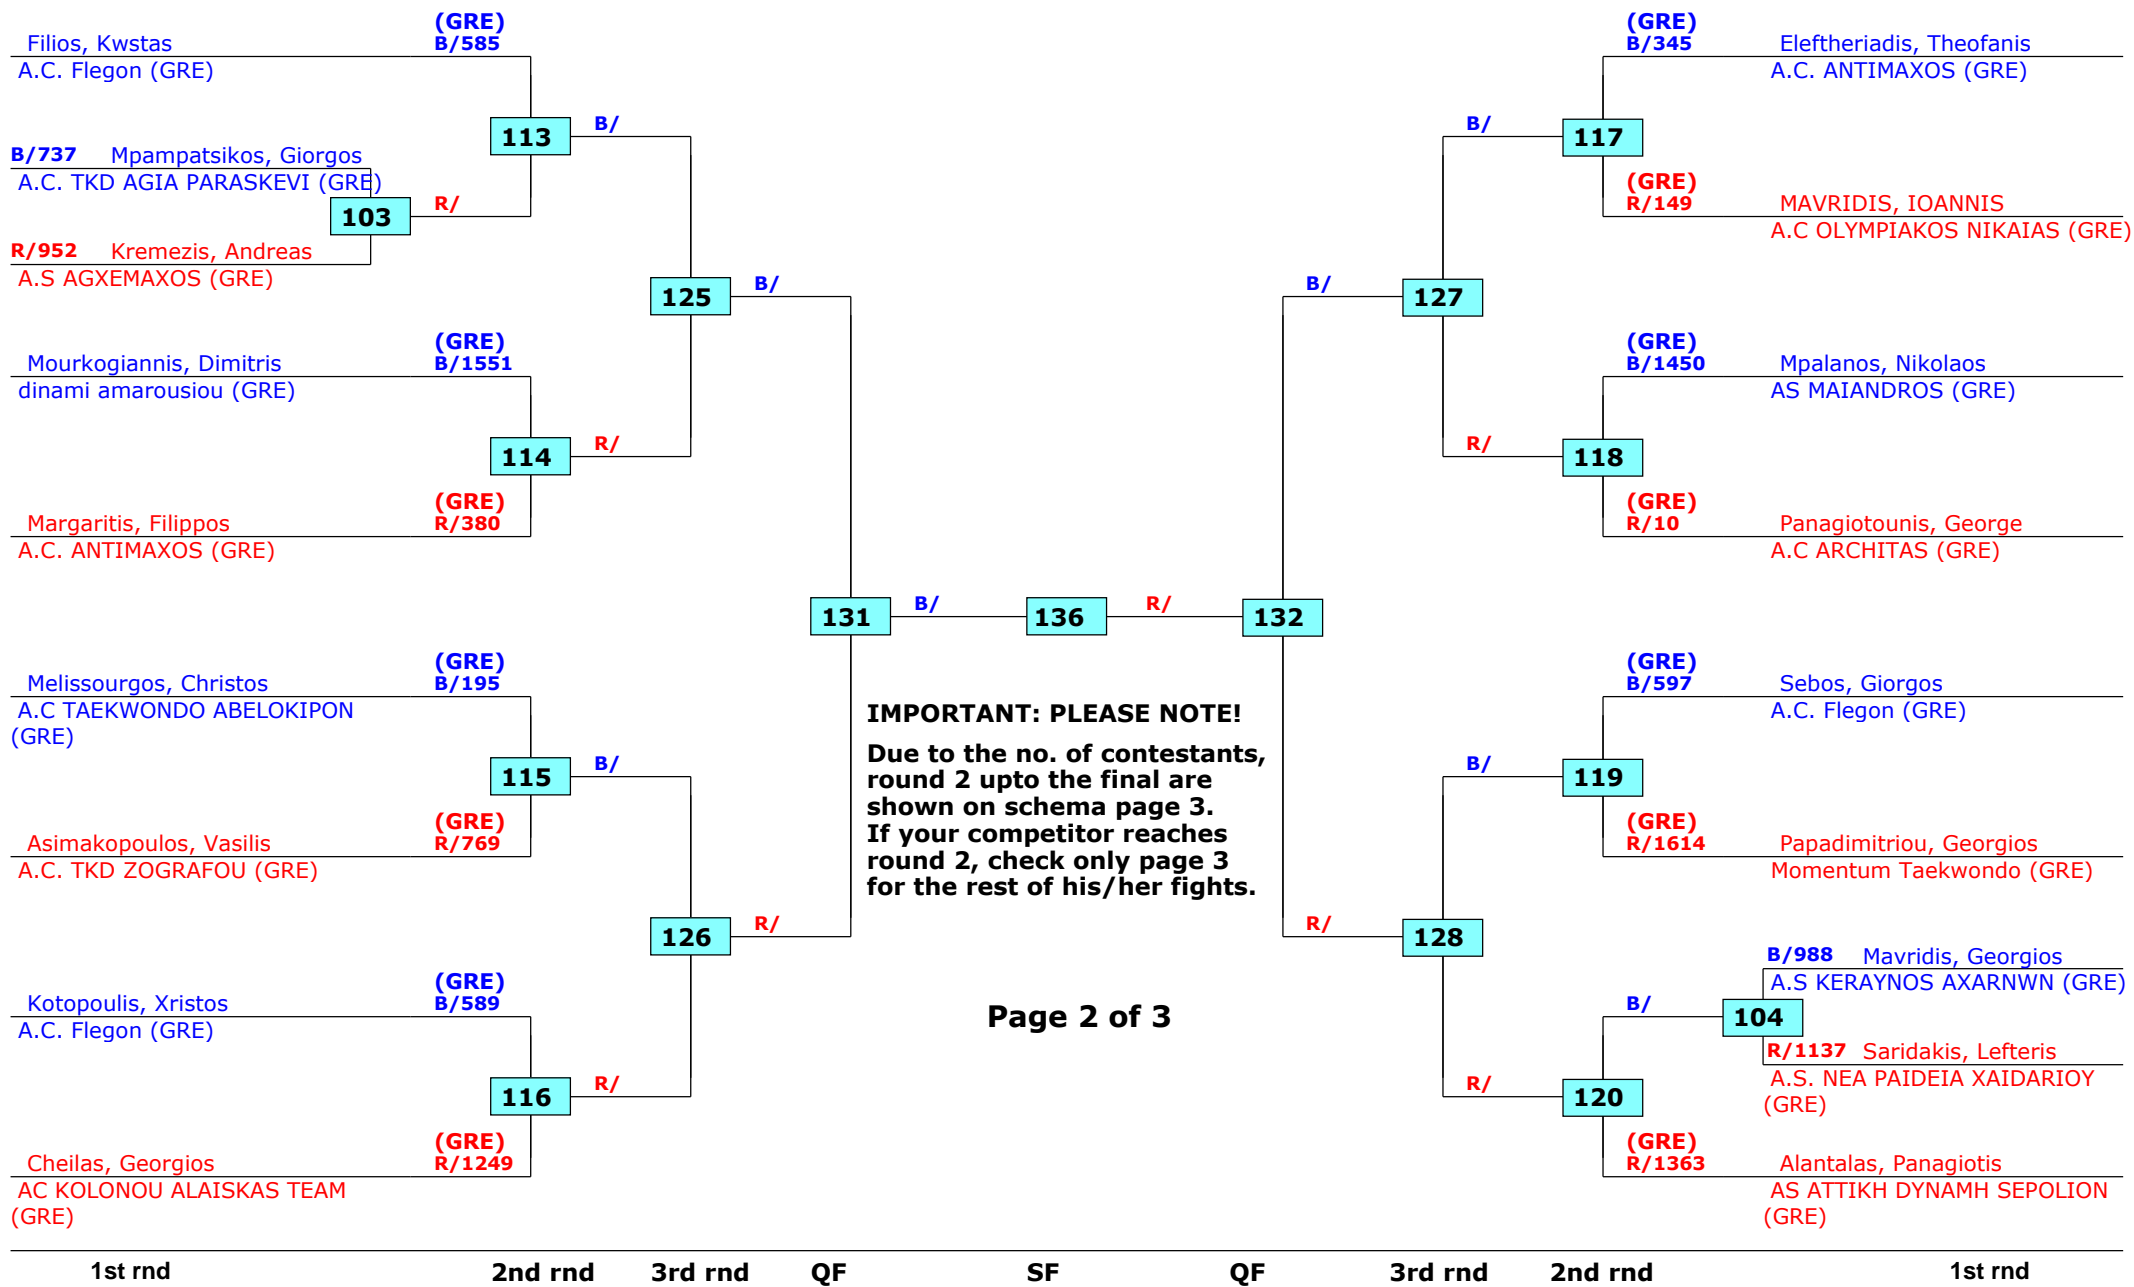 (GRE)
Filios, Kwstas B/585
A.C. Flegon (GRE)
113
B/
B/737 Mpampatsikos, Giorgos
A.C. TKD AGIA PARASKEVI (GRE)
103
R/
R/952 Kremezis, Andreas
A.S AGXEMAXOS (GRE)
125
B/
(GRE)
Mourkogiannis, Dimitris B/1551
dinami amarousiou (GRE)
114
R/
(GRE)
Margaritis, Filippos R/380
A.C. ANTIMAXOS (GRE)
131
B/
136
R/
132
(GRE)
Melissourgos, Christos B/195
A.C TAEKWONDO ABELOKIPON
(GRE)
115
B/
(GRE)
Asimakopoulos, Vasilis R/769
A.C. TKD ZOGRAFOU (GRE)
126
R/
(GRE)
Kotopoulis, Xristos B/589
A.C. Flegon (GRE)
116
R/
(GRE)
Cheilas, Georgios R/1249
AC KOLONOU ALAISKAS TEAM
(GRE)
IMPORTANT: PLEASE NOTE!
Due to the no. of contestants,
round 2 upto the final are
shown on schema page 3.
If your competitor reaches
round 2, check only page 3
for the rest of his/her fights.
Page 2 of 3
(GRE)
B/345 Eleftheriadis, Theofanis
A.C. ANTIMAXOS (GRE)
B/
117
(GRE)
R/149 MAVRIDIS, IOANNIS
A.C OLYMPIAKOS NIKAIAS (GRE)
B/
127
(GRE)
B/1450 Mpalanos, Nikolaos
AS MAIANDROS (GRE)
R/
118
(GRE)
R/10 Panagiotounis, George
A.C ARCHITAS (GRE)
(GRE)
B/597 Sebos, Giorgos
A.C. Flegon (GRE)
B/
119
(GRE)
R/1614 Papadimitriou, Georgios
Momentum Taekwondo (GRE)
R/
128
B/988 Mavridis, Georgios
A.S KERAYNOS AXARNWN (GRE)
B/
104
R/1137 Saridakis, Lefteris
A.S. NEA PAIDEIA XAIDARIOY
(GRE)
R/
120
(GRE)
R/1363 Alantalas, Panagiotis
AS ATTIKH DYNAMH SEPOLION
(GRE)
1st rnd 2nd rnd 3rd rnd QF SF QF 3rd rnd 2nd rnd 1st rnd